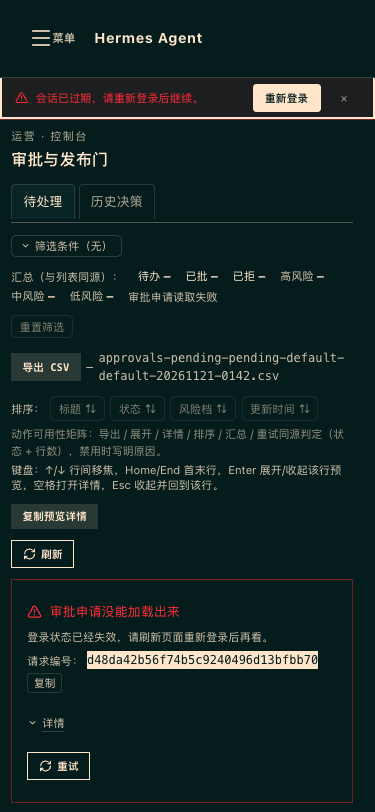 菜单
Hermes Agent
会话已过期，请重新登录后继续。
重新登录
×
运营 · 控制台
审批与发布门
待处理
历史决策
筛选条件（无）
汇总（与列表同源）： 待办 — 已批 — 已拒 — 高风险 —
中风险 — 低风险 — 审批申请读取失败
重置筛选
导出 CSV
— approvals-pending-pending-default-
default-20261121-0142.csv
排序： 标题 ⇅ 状态 ⇅ 风险档 ⇅ 更新时间 ⇅
动作可用性矩阵：导出 / 展开 / 详情 / 排序 / 汇总 / 重试同源判定（状
态 + 行数），禁用时写明原因。
键盘：↑/↓ 行间移焦，Home/End 首末行，Enter 展开/收起该行预
览，空格打开详情，Esc 收起并回到该行。
复制预览详情
刷新
审批申请没能加载出来
登录状态已经失效，请刷新页面重新登录后再看。
请求编号： d48da42b56f74b5c9240496d13bfbb70
复制
详情
重试